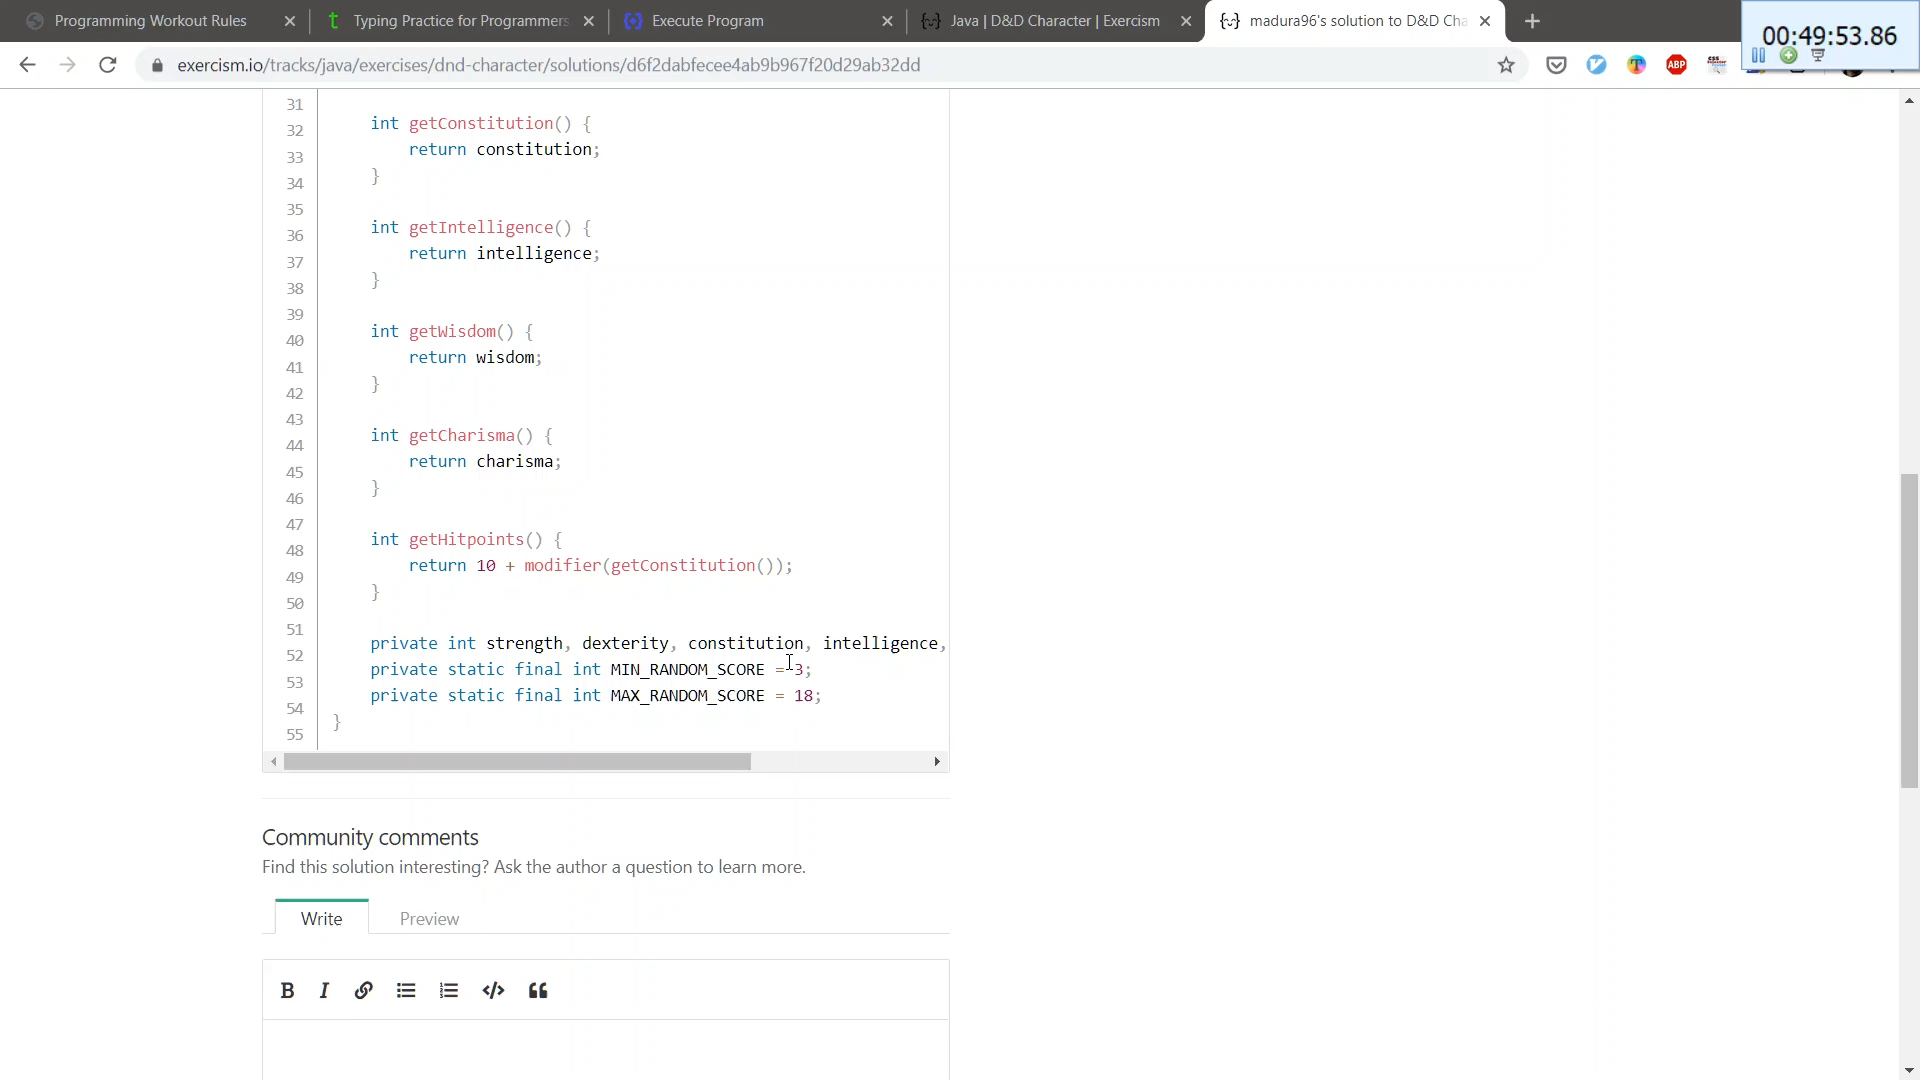 Programming Workout Rules
Typing Practice for Programmers
Execute Program
Java | D&D Character | Exercism
madura96's solution to D&D Cha
00:49:53.86
exercism.io/tracks/java/exercises/dnd-character/solutions/d6f2dabfecee4ab9b967f20d29ab32dd
ABP
31
32 int getConstitution() {
33 return constitution;
34 }
35
36 int getIntelligence() {
37 return intelligence;
38 }
39
40 int getWisdom() {
41 return wisdom;
42 }
43
44 int getCharisma() {
45 return charisma;
46 }
47
48 int getHitpoints() {
49 return 10 + modifier(getConstitution());
50 }
51
52 private int strength, dexterity, constitution, intelligence,
53 private static final int MIN_RANDOM_SCORE = 3;
54 private static final int MAX_RANDOM_SCORE = 18;
55 }
Community comments
Find this solution interesting? Ask the author a question to learn more.
Write
Preview